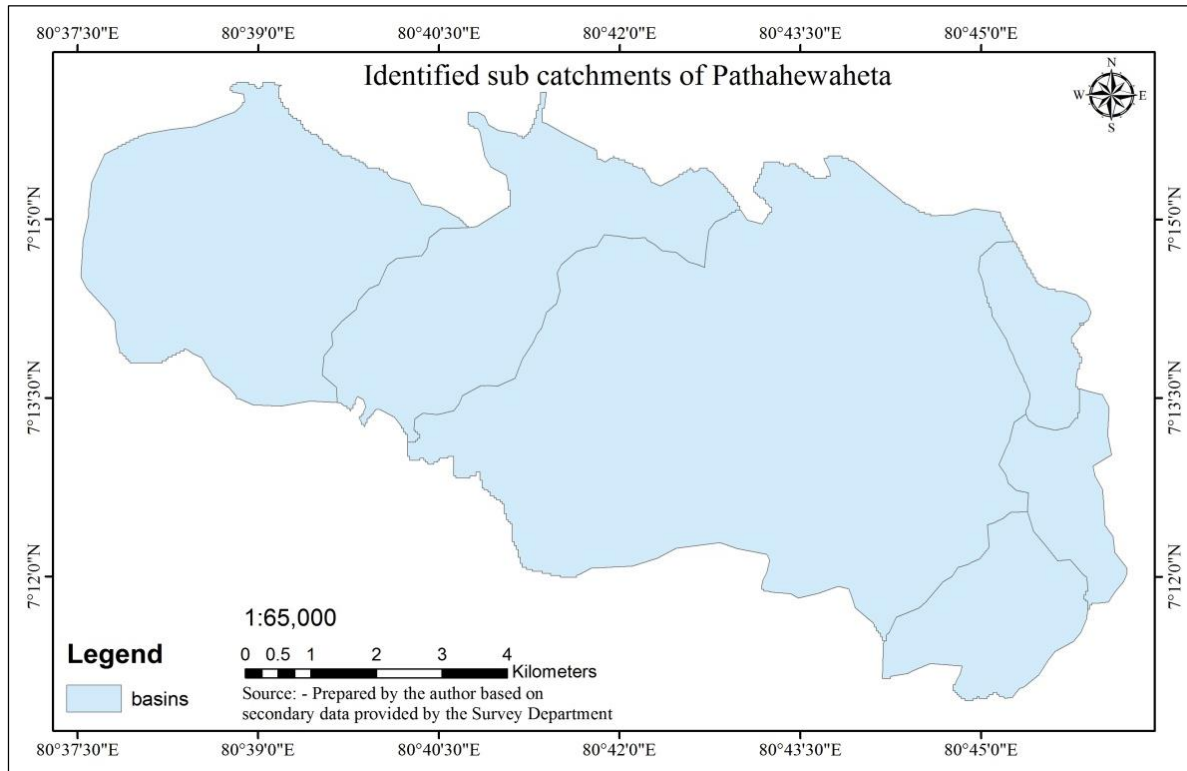 80°37'30"E 80°39'0"E 80°40'30"E 80°42'0"E 80°43'30"E 80°45'0"E
Identified sub catchments of Pathahewaheta
N
W E
S
7°15'0"N 7°15'0"N
7°13'30"N 7°13'30"N
7°12'0"N 7°12'0"N
1:65,000
Legend
0 0.5 1 2 3 4
Kilometers
basins
Source: - Prepared by the author based on
secondary data provided by the Survey Department
80°37'30"E 80°39'0"E 80°40'30"E 80°42'0"E 80°43'30"E 80°45'0"E